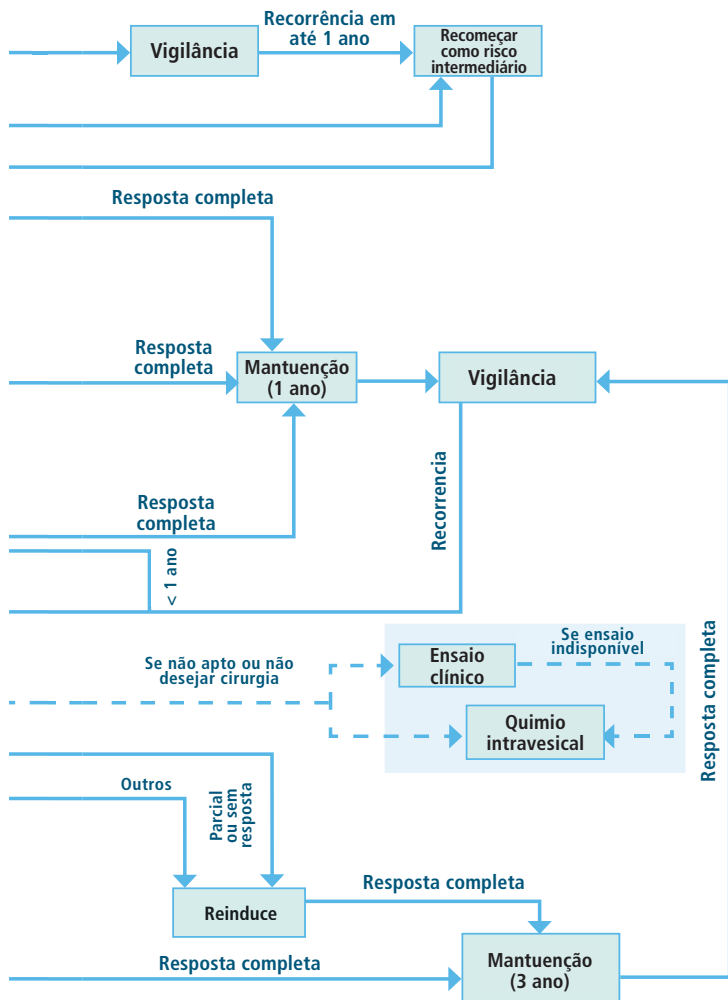 Vigilância
Recorrência em
até 1 ano
Recomeçar
como risco
intermediário
Resposta completa
Resposta
completa
Mantuenção
(1 ano)
Vigilância
Resposta
completa
< 1 ano
Recorrencia
Se não apto ou não
desejar cirurgia
Ensaio
clínico
Se ensaio
indisponível
Quimio
intravesical
Resposta completa
Outros
Parcial
ou sem
resposta
Reinduce
Resposta completa
Resposta completa
Mantuenção
(3 ano)